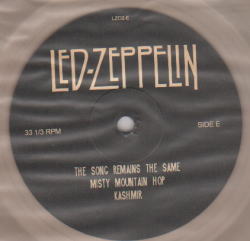 LZ02-E
LED-ZEPPELIN
33 1/3 RPM
SIDE E
THE SONG REMAINS THE SAME
MISTY MOUNTAIN HOP
KASHMIR